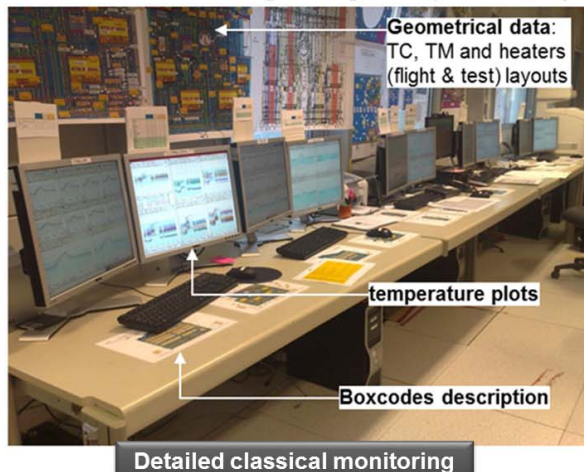 Geometrical data:
TC, TM and heaters
(flight & test) layouts
temperature plots
Boxcodes description
Detailed classical monitoring